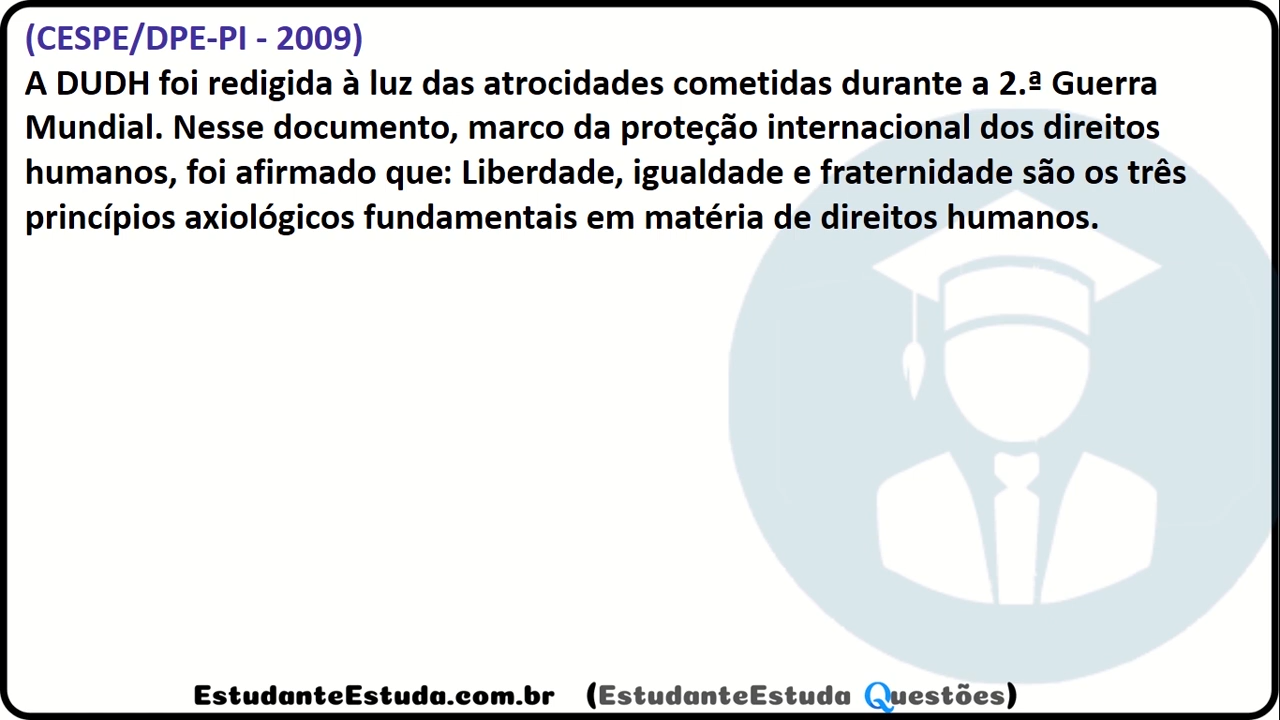 (CESPE/DPE-PI - 2009)
A DUDH foi redigida à luz das atrocidades cometidas durante a 2.ª Guerra
Mundial. Nesse documento, marco da proteção internacional dos direitos
humanos, foi afirmado que: Liberdade, igualdade e fraternidade são os três
princípios axiológicos fundamentais em matéria de direitos humanos.
EstudanteEstuda.com.br (EstudanteEstuda Questões)